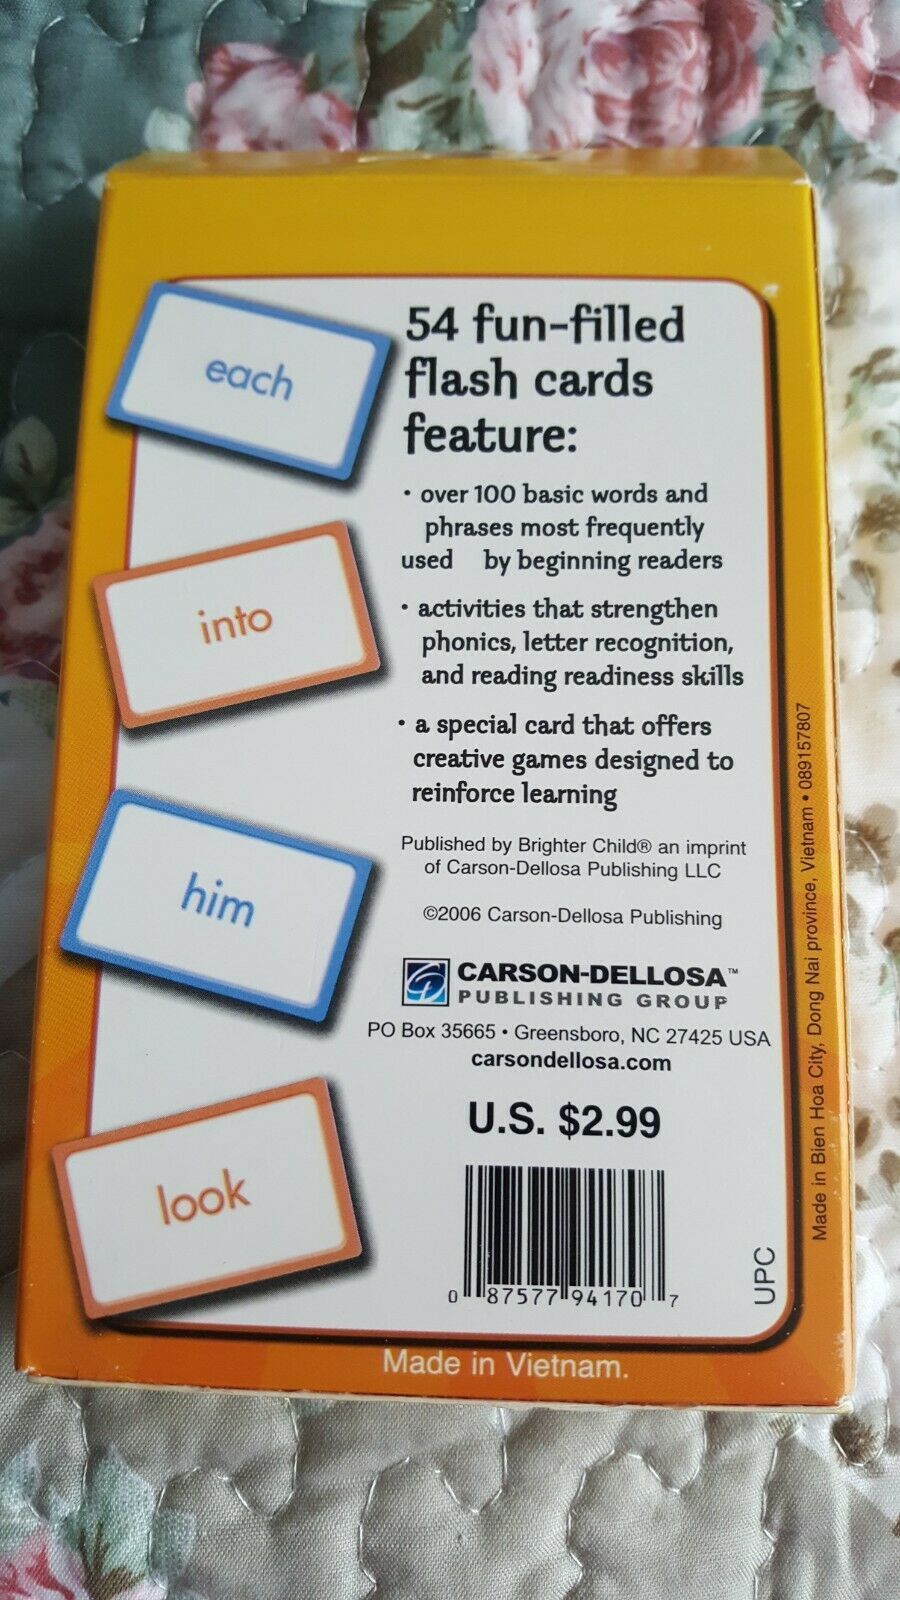 each
into
him
look
54 fun-filled
flash cards
feature:
• over 100 basic words and
phrases most frequently
used by beginning readers
• activities that strengthen
phonics, letter recognition,
and reading readiness skills
• a special card that offers
creative games designed to
reinforce learning
Published by Brighter Child® an imprint
of Carson-Dellosa Publishing LLC
©2006 Carson-Dellosa Publishing
CARSON-DELLOSA™
PUBLISHING GROUP
PO Box 35665 • Greensboro, NC 27425 USA
carsondellosa.com
U.S. $2.99
0 87577 94170 7
UPC
Made in Bien Hoa City, Dong Nai province, Vietnam • 089157807
Made in Vietnam.